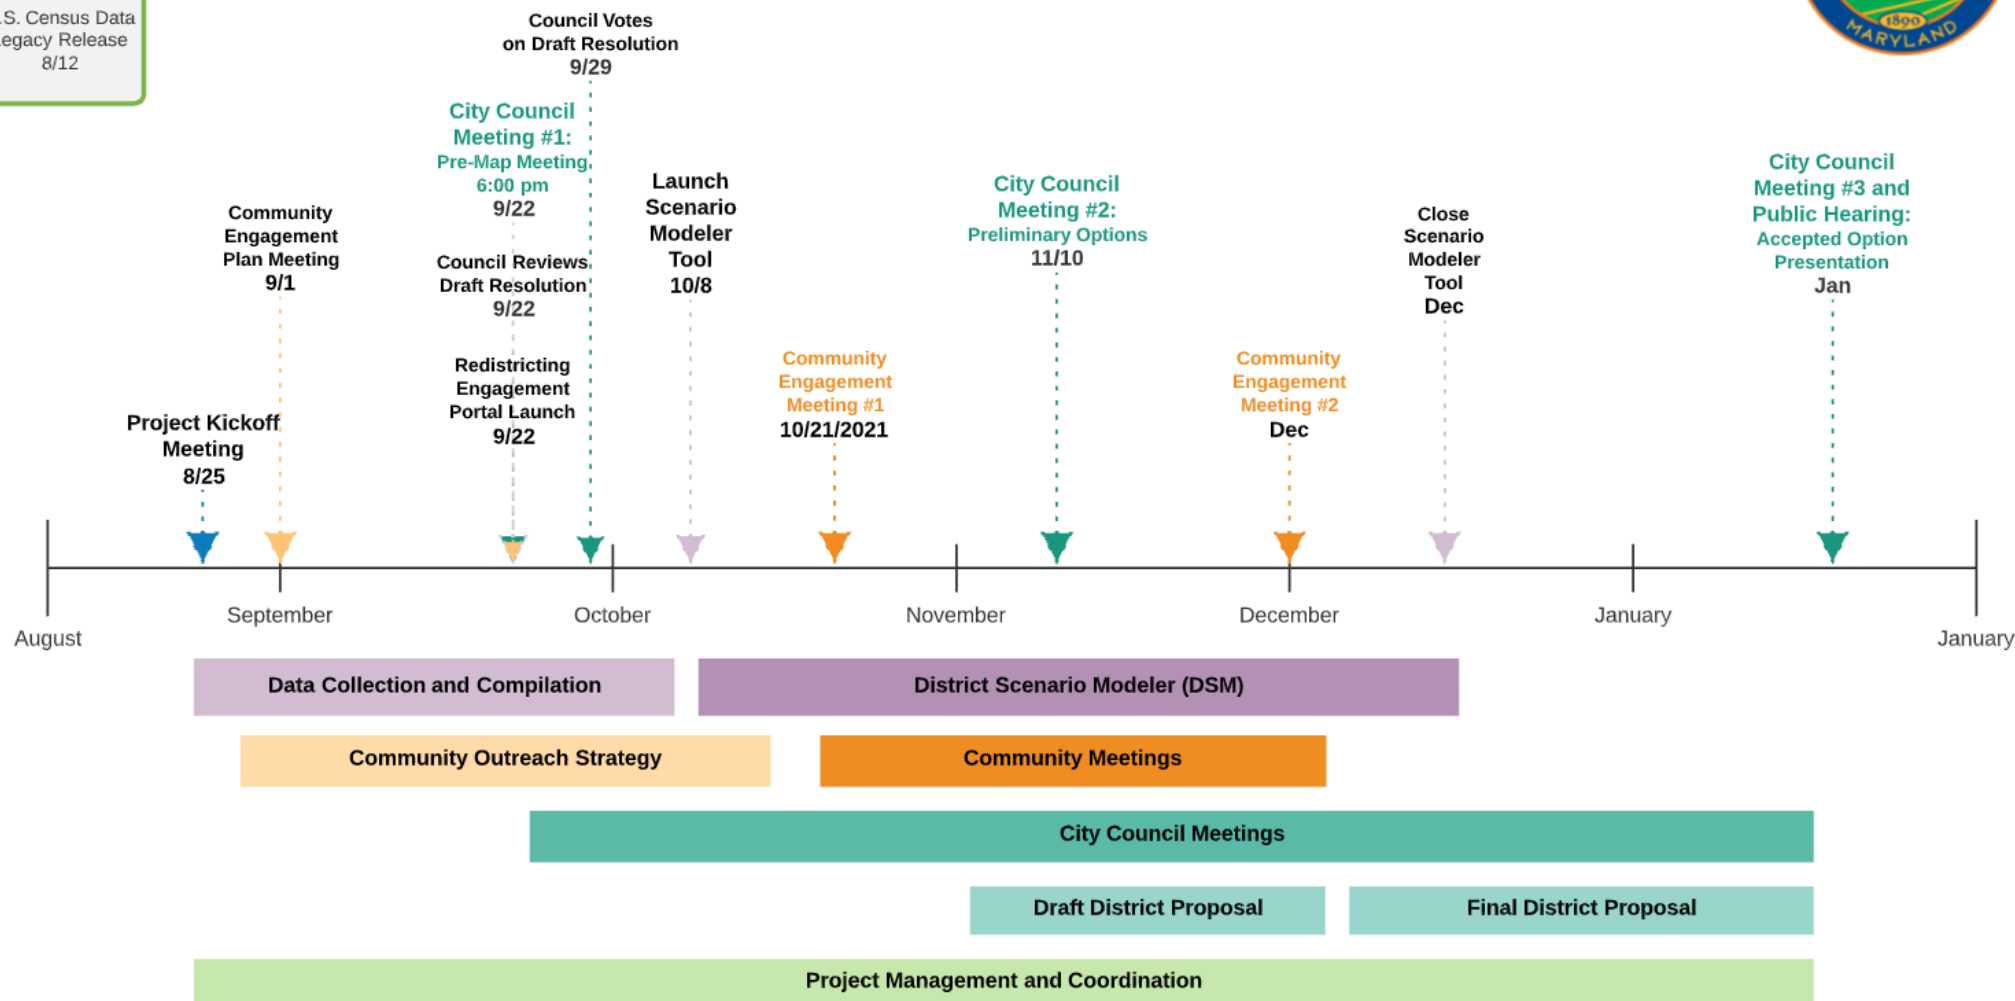 .S. Census Data
egacy Release
8/12
1890
MARYLAND
Council Votes
on Draft Resolution
9/29
City Council
Meeting #1:
Pre-Map Meeting
6:00 pm
9/22
Council Reviews
Draft Resolution
9/22
Redistricting
Engagement
Portal Launch
9/22
Community
Engagement
Plan Meeting
9/1
Project Kickoff
Meeting
8/25
Launch
Scenario
Modeler
Tool
10/8
Community
Engagement
Meeting #1
10/21/2021
City Council
Meeting #2:
Preliminary Options
11/10
Community
Engagement
Meeting #2
Dec
Close
Scenario
Modeler
Tool
Dec
City Council
Meeting #3 and
Public Hearing:
Accepted Option
Presentation
Jan
August
September
October
November
December
January
January
Data Collection and Compilation
District Scenario Modeler (DSM)
Community Outreach Strategy
Community Meetings
City Council Meetings
Draft District Proposal
Final District Proposal
Project Management and Coordination